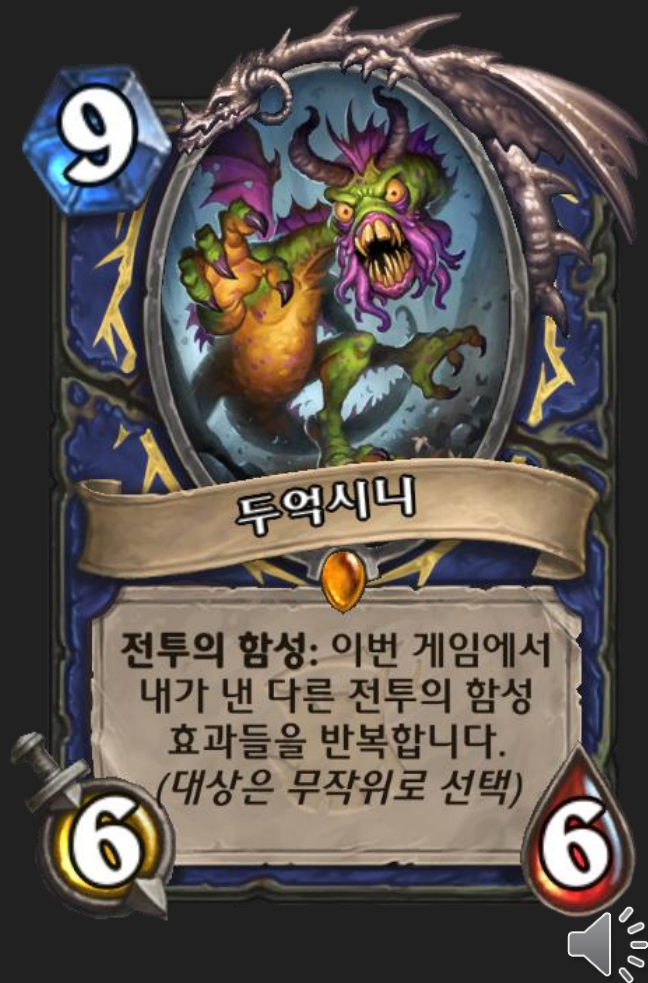 9
두억시니
전투의 함성: 이번 게임에서
내가 낸 다른 전투의 함성
효과들을 반복합니다.
(대상은 무작위로 선택)
6
6